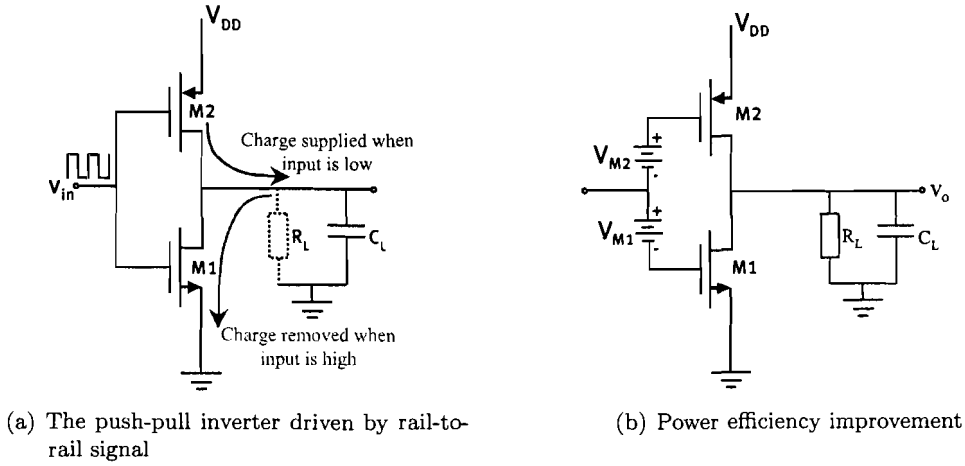 V_DD
M2
Charge supplied when
input is low
V_in
R_L
C_L
M1
Charge removed when
input is high
(a) The push-pull inverter driven by rail-to-
rail signal
V_DD
M2
+
V_M2
-
+
V_M1
-
M1
R_L
C_L
V_o
(b) Power efficiency improvement